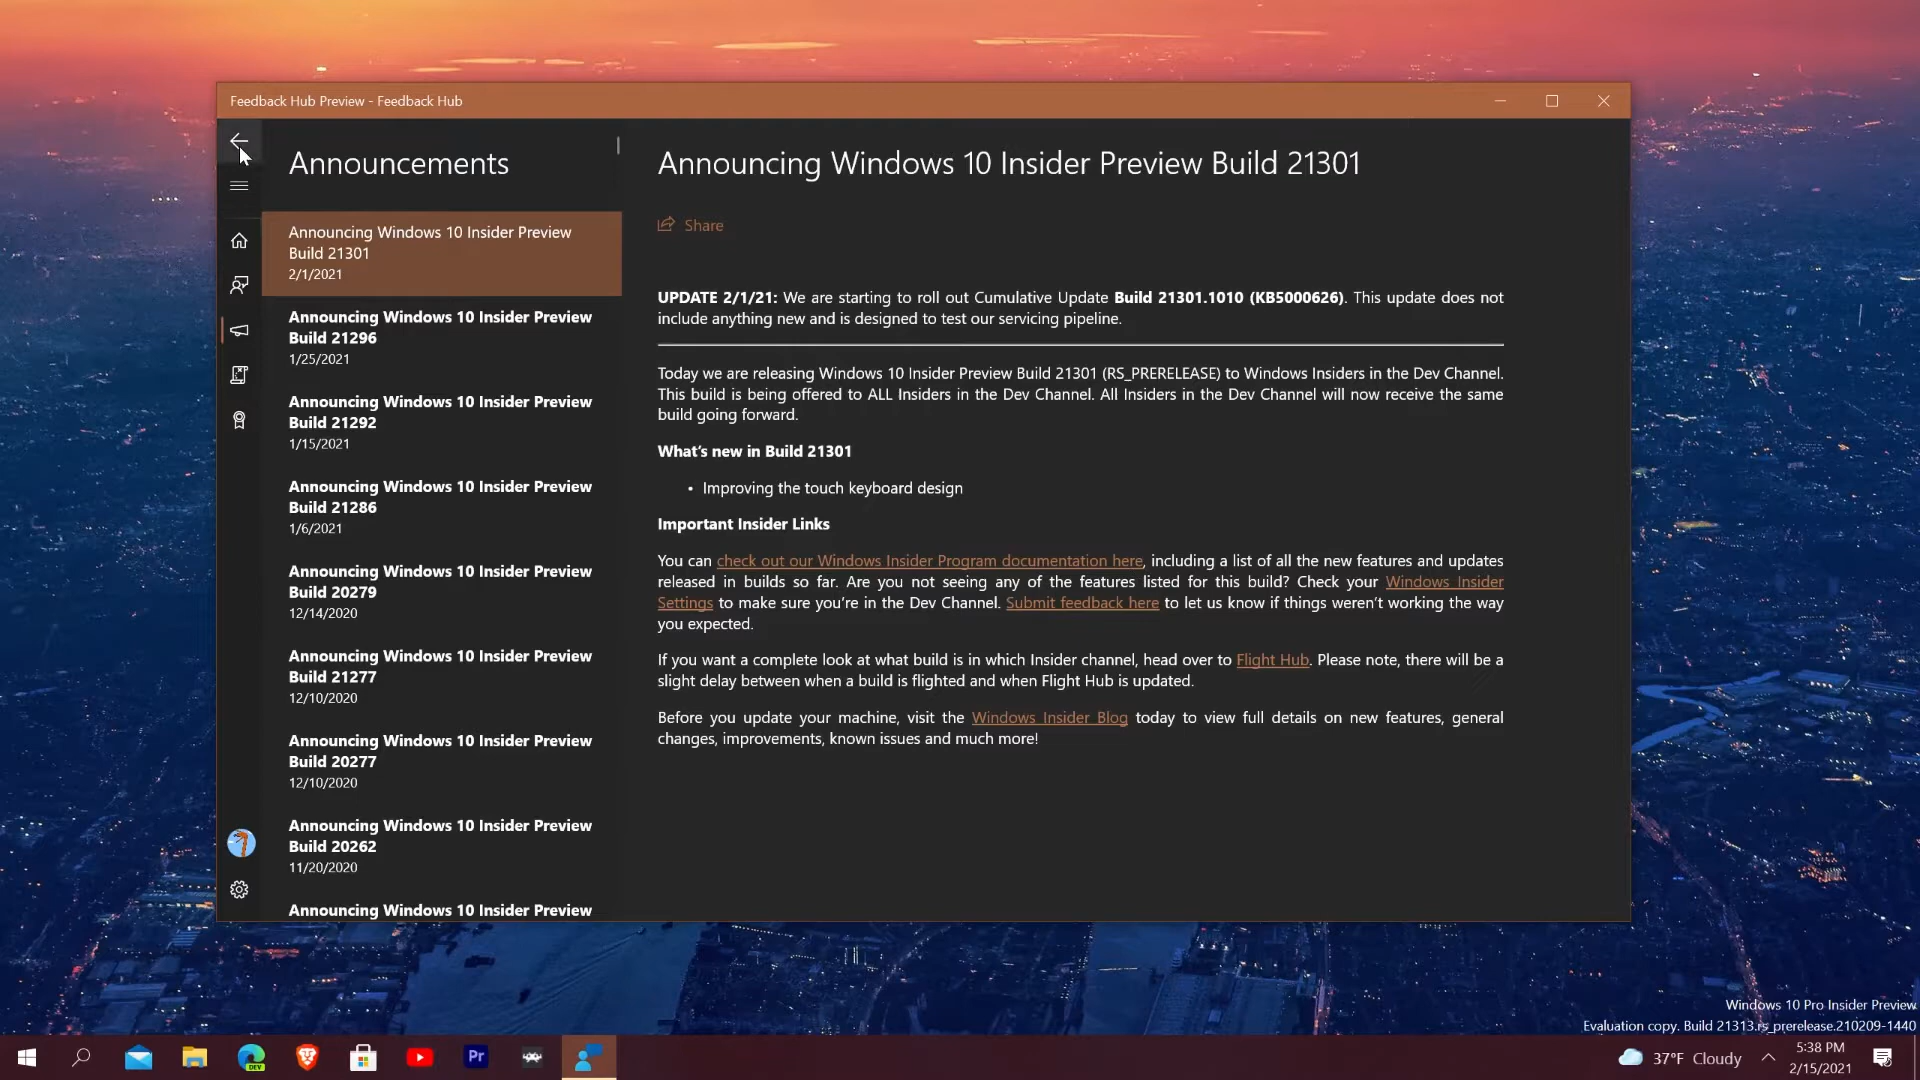 Feedback Hub Preview - Feedback Hub
Announcements
Announcing Windows 10 Insider Preview
Build 21301
2/1/2021
Announcing Windows 10 Insider Preview
Build 21296
1/25/2021
Announcing Windows 10 Insider Preview
Build 21292
1/15/2021
Announcing Windows 10 Insider Preview
Build 21286
1/6/2021
Announcing Windows 10 Insider Preview
Build 20279
12/14/2020
Announcing Windows 10 Insider Preview
Build 21277
12/10/2020
Announcing Windows 10 Insider Preview
Build 20277
12/10/2020
Announcing Windows 10 Insider Preview
Build 20262
11/20/2020
Announcing Windows 10 Insider Preview
Announcing Windows 10 Insider Preview Build 21301
Share
UPDATE 2/1/21: We are starting to roll out Cumulative Update Build 21301.1010 (KB5000626). This update does not
include anything new and is designed to test our servicing pipeline.
Today we are releasing Windows 10 Insider Preview Build 21301 (RS_PRERELEASE) to Windows Insiders in the Dev Channel.
This build is being offered to ALL Insiders in the Dev Channel. All Insiders in the Dev Channel will now receive the same
build going forward.
What's new in Build 21301
• Improving the touch keyboard design
Important Insider Links
You can check out our Windows Insider Program documentation here, including a list of all the new features and updates
released in builds so far. Are you not seeing any of the features listed for this build? Check your Windows Insider
Settings to make sure you're in the Dev Channel. Submit feedback here to let us know if things weren't working the way
you expected.
If you want a complete look at what build is in which Insider channel, head over to Flight Hub. Please note, there will be a
slight delay between when a build is flighted and when Flight Hub is updated.
Before you update your machine, visit the Windows Insider Blog today to view full details on new features, general
changes, improvements, known issues and much more!
Windows 10 Pro Insider Preview
Evaluation copy. Build 21313.rs_prerelease.210209-1440
DEV
Pr
37°F Cloudy
5:38 PM
2/15/2021